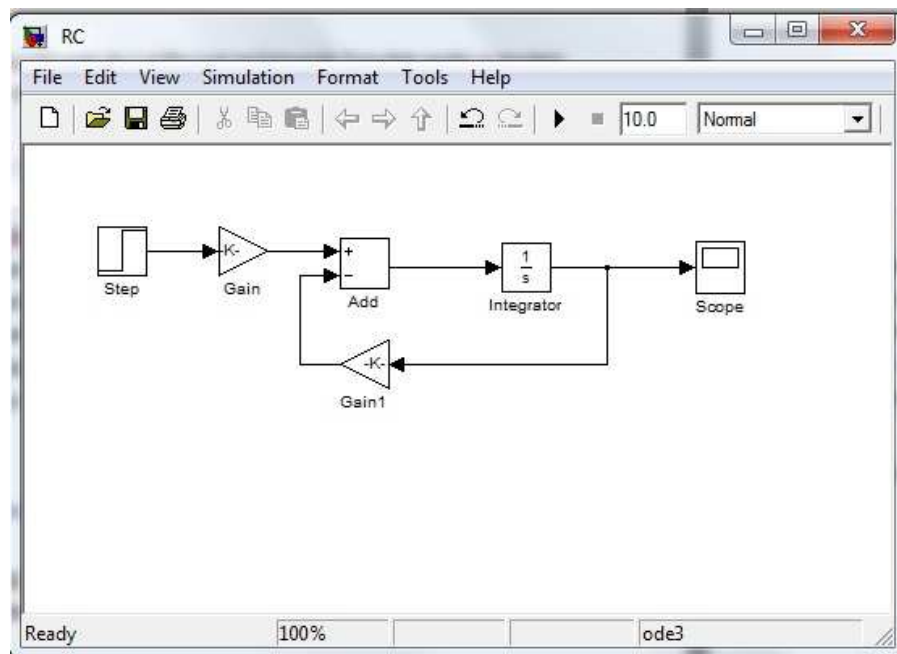 RC
File Edit View Simulation Format Tools Help
10.0 Normal
+
-K-
1
s
Step Gain
−
Add
Integrator
Scope
-K-
Gain1
Ready 100% ode3